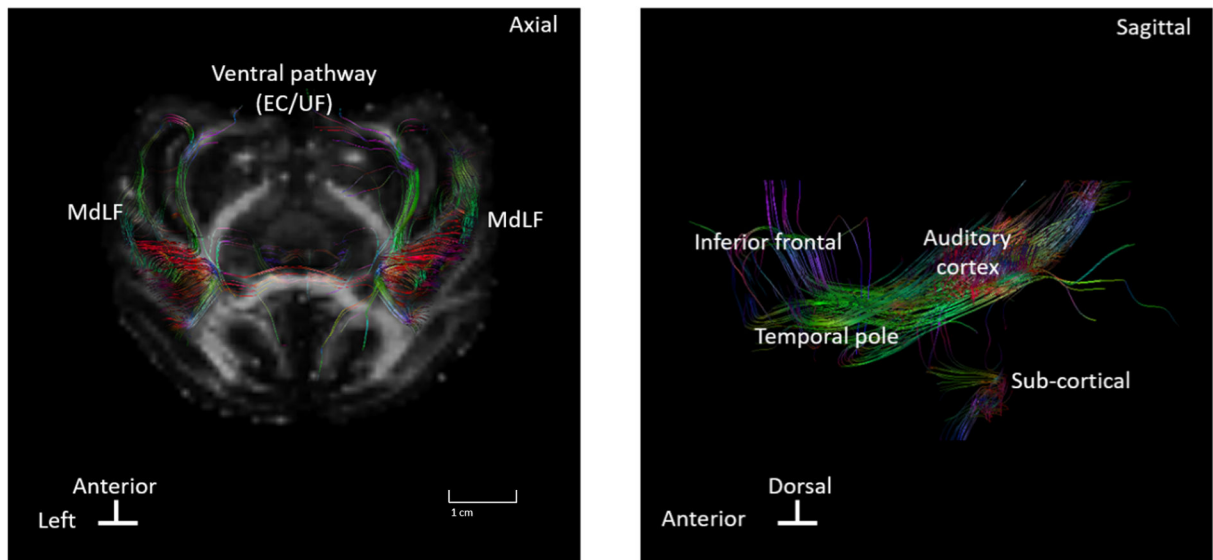 Axial
Ventral pathway
(EC/UF)
MdLF
MdLF
Anterior
Left
1 cm
Sagittal
Inferior frontal
Auditory
cortex
Temporal pole
Sub-cortical
Dorsal
Anterior